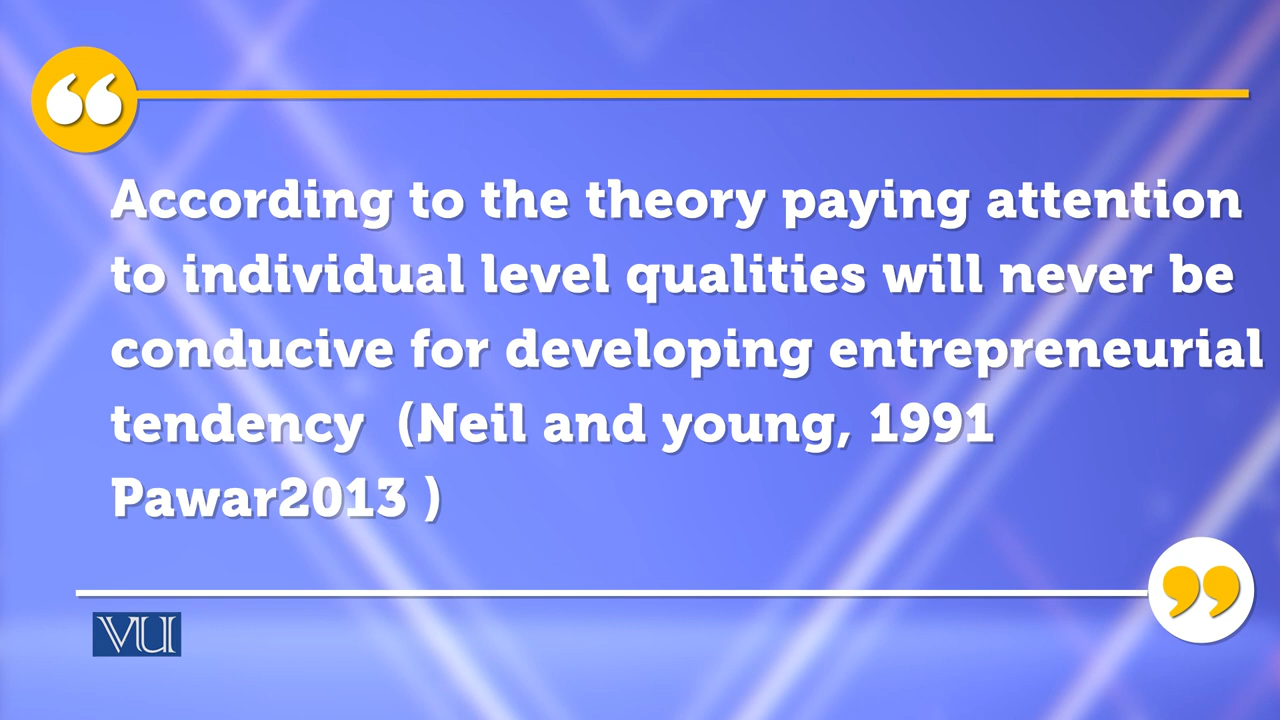 According to the theory paying attention
to individual level qualities will never be
conducive for developing entrepreneurial
tendency (Neil and young, 1991
Pawar2013 )
VU